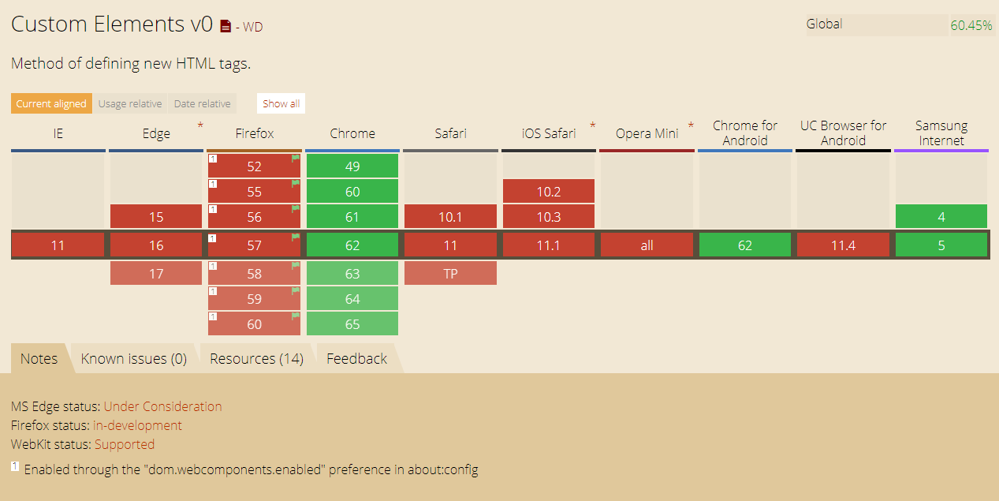 Custom Elements v0 - WD
Global 60.45%
Method of defining new HTML tags.
Current aligned Usage relative Date relative Show all
IE Edge * Firefox Chrome Safari iOS Safari * Opera Mini * Chrome for Android UC Browser for Android Samsung Internet
1 52 49
1 55 60 10.2
15 1 56 61 10.1 10.3 4
11 16 1 57 62 11 11.1 all 62 11.4 5
17 1 58 63 TP
1 59 64
1 60 65
Notes Known issues (0) Resources (14) Feedback
MS Edge status: Under Consideration
Firefox status: in-development
WebKit status: Supported
1 Enabled through the "dom.webcomponents.enabled" preference in about:config